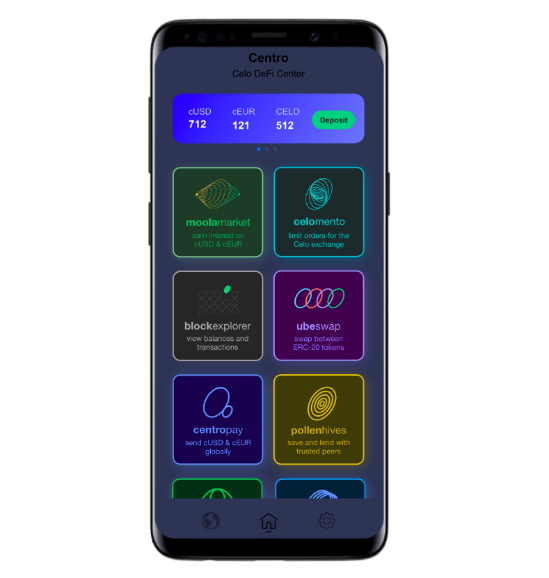 Centro
Celo DeFi Center
cUSD cEUR CELO
712 121 512
Deposit
moolamarket
earn interest on
cUSD & cEUR
celomento
limit orders for the
Celo exchange
blockexplorer
view balances and
transactions
ubeswap
swap between
ERC-20 tokens
centropay
send cUSD & cEUR
globally
pollenhives
save and lend with
trusted peers